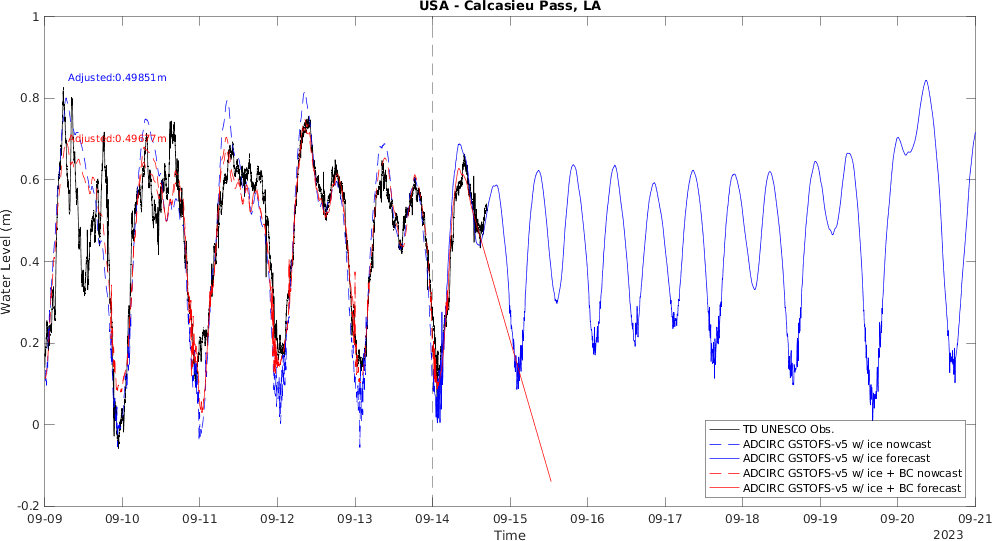 USA - Calcasieu Pass, LA
1
0.8
0.6
0.4
0.2
0
-0.2
Water Level (m)
Adjusted:0.49851m
TD UNESCO Obs.
ADCIRC GSTOFS-v5 w/ ice nowcast
ADCIRC GSTOFS-v5 w/ ice forecast
ADCIRC GSTOFS-v5 w/ ice + BC nowcast
ADCIRC GSTOFS-v5 w/ ice + BC forecast
09-09 09-10 09-11 09-12 09-13 09-14 09-15 09-16 09-17 09-18 09-19 09-20 09-21
Time
2023